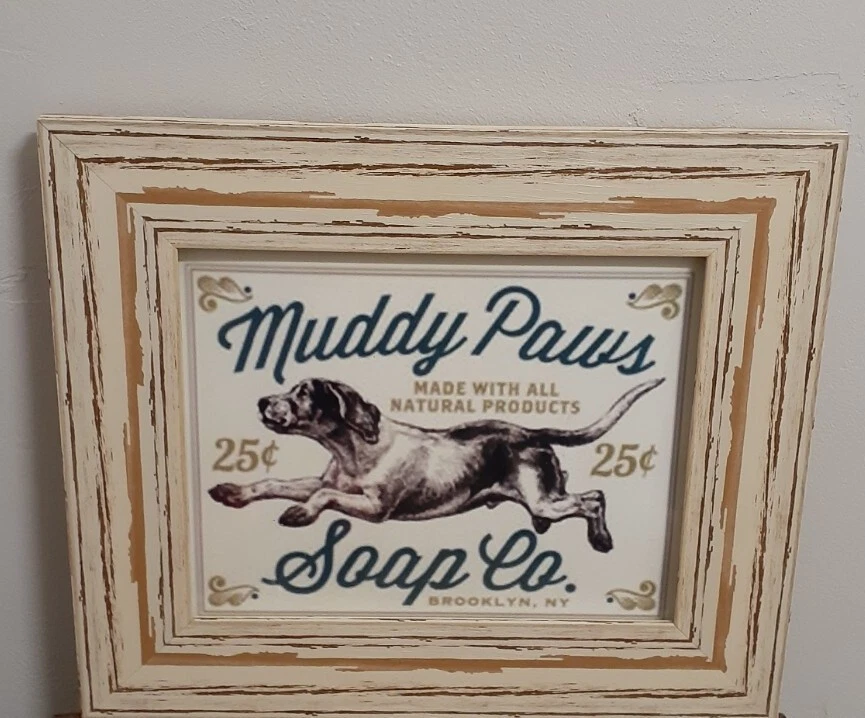 Muddy Paws
MADE WITH ALL
NATURAL PRODUCTS
25¢ 25¢
Soap Co.
BROOKLYN, NY